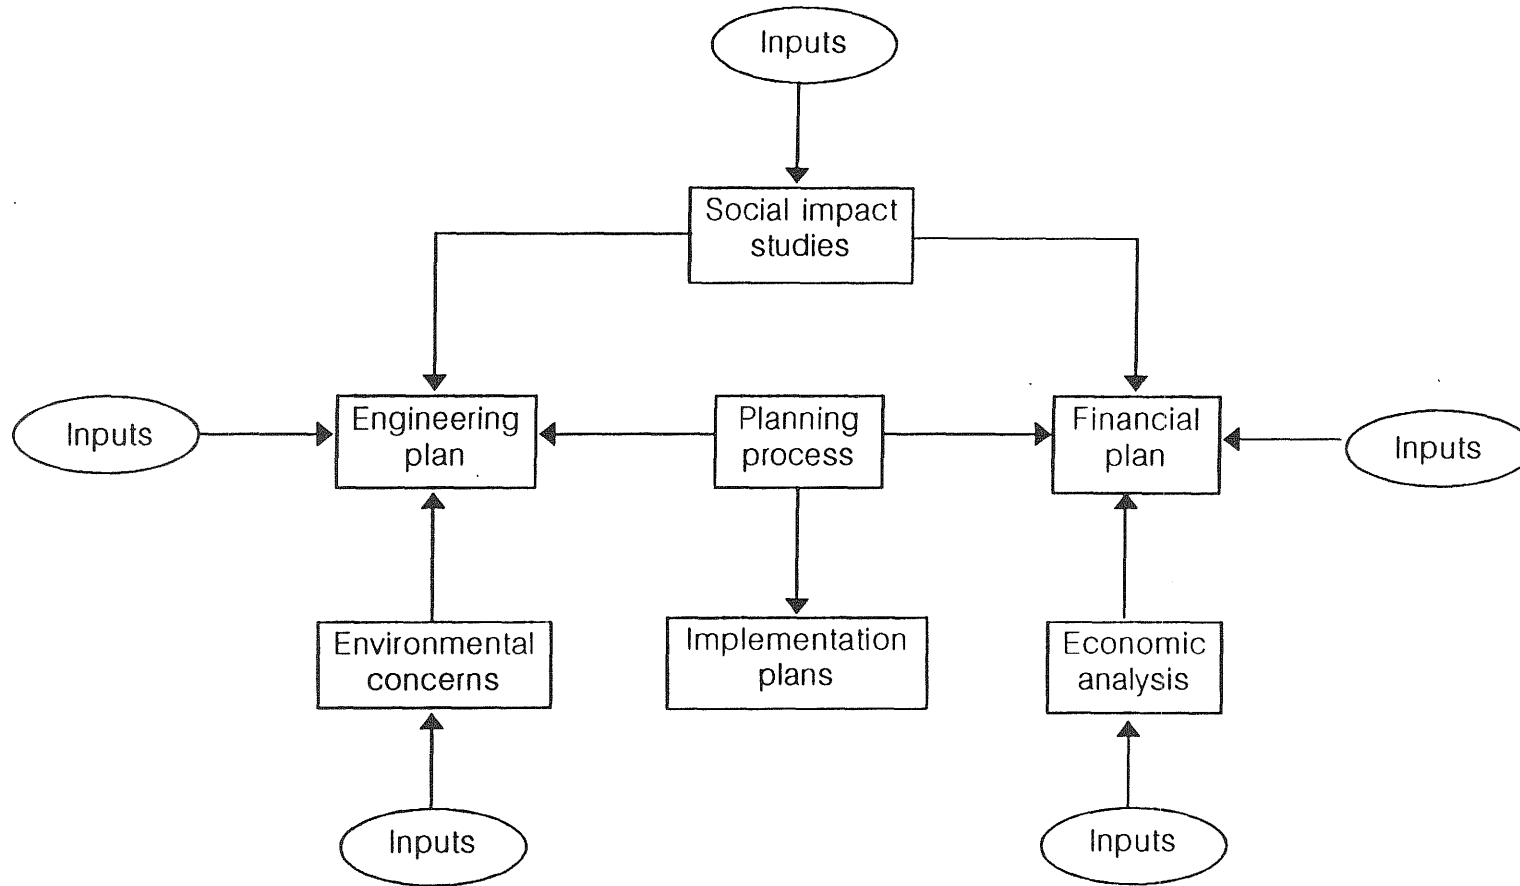 Inputs
Social impact
studies
Inputs
Engineering
plan
Planning
process
Financial
plan
Inputs
Environmental
concerns
Implementation
plans
Economic
analysis
Inputs
Inputs